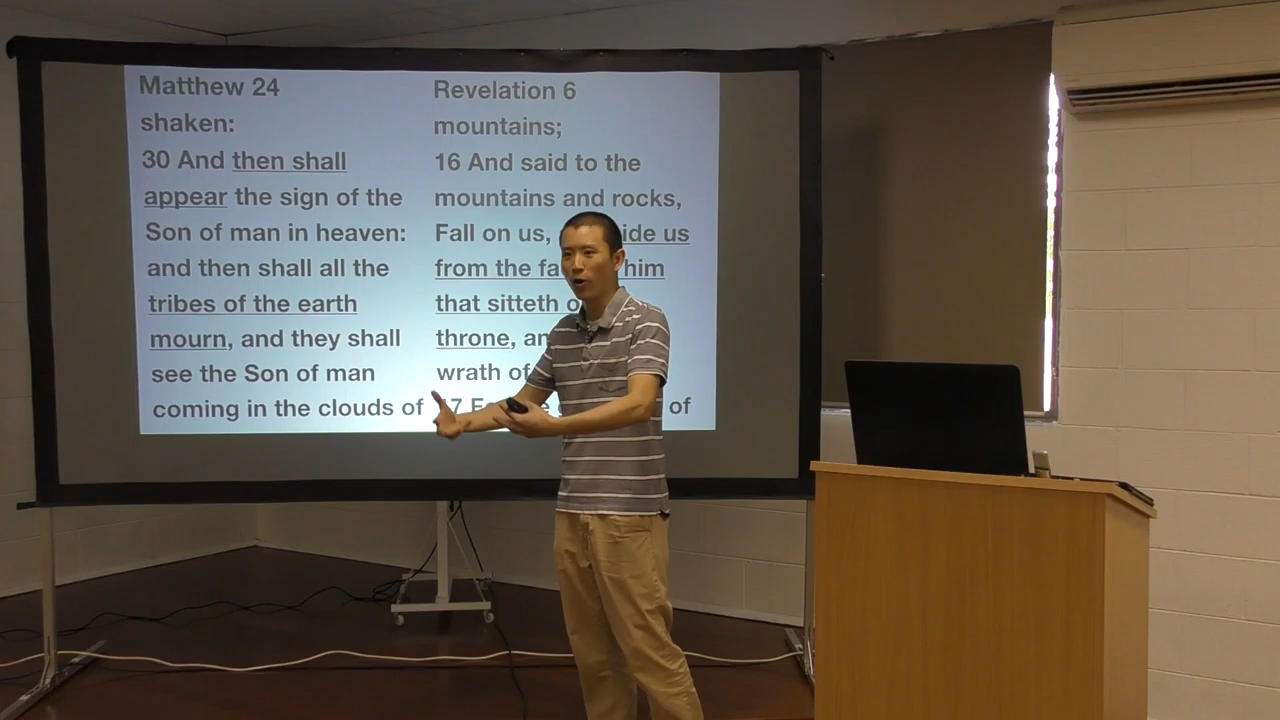 Matthew 24
shaken:
30 And then shall
appear the sign of the
Son of man in heaven:
and then shall all the
tribes of the earth
mourn, and they shall
see the Son of man
coming in the clouds of
Revelation 6
mountains;
16 And said to the
mountains and rocks,
Fall on us, us
from the him
that sitteth
throne,
wrath of
of